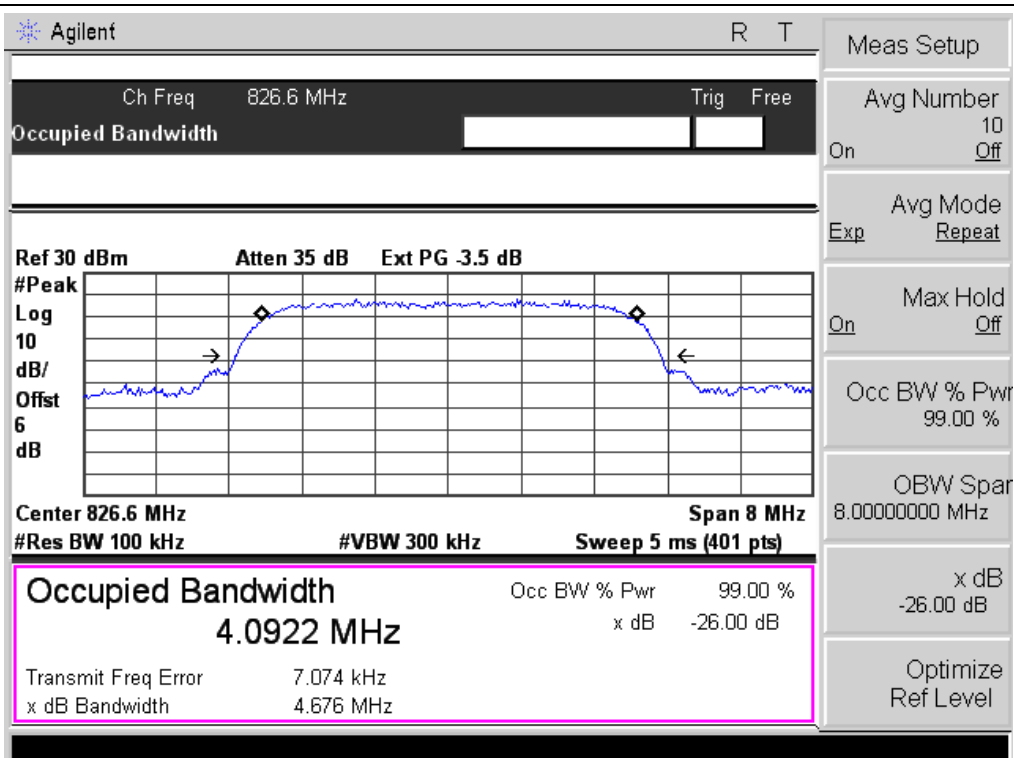 Agilent R T
Ch Freq 826.6 MHz Trig Free
Occupied Bandwidth
Ref 30 dBm Atten 35 dB Ext PG -3.5 dB
#Peak
Log
10
dB/
Offst
6
dB
Center 826.6 MHz Span 8 MHz
#Res BW 100 kHz #VBW 300 kHz Sweep 5 ms (401 pts)
Occupied Bandwidth Occ BW % Pwr 99.00 %
4.0922 MHz x dB -26.00 dB
Transmit Freq Error 7.074 kHz
x dB Bandwidth 4.676 MHz
Meas Setup
Avg Number
10
On Off
Avg Mode
Exp Repeat
Max Hold
On Off
Occ BW % Pwr
99.00 %
OBW Span
8.00000000 MHz
x dB
-26.00 dB
Optimize
Ref Level